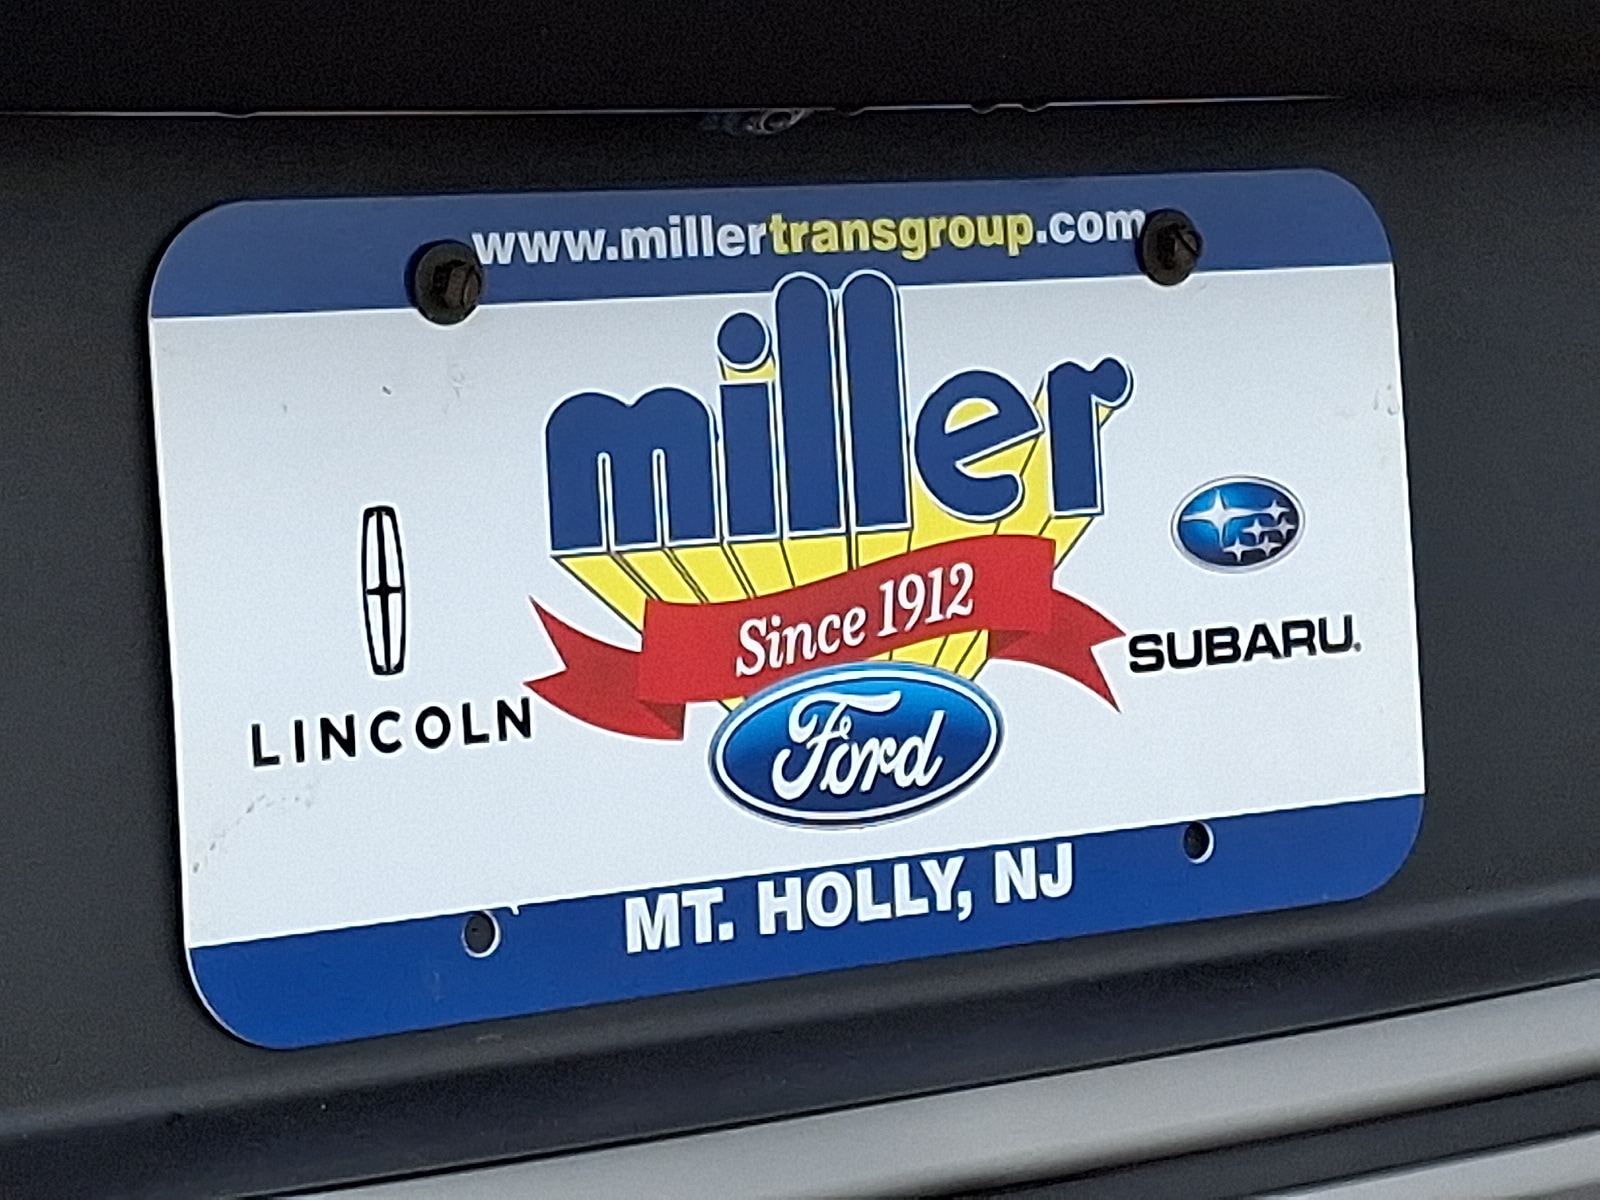 www.millertransgroup.com
miller
Since 1912
LINCOLN
SUBARU.
Ford
MT. HOLLY, NJ